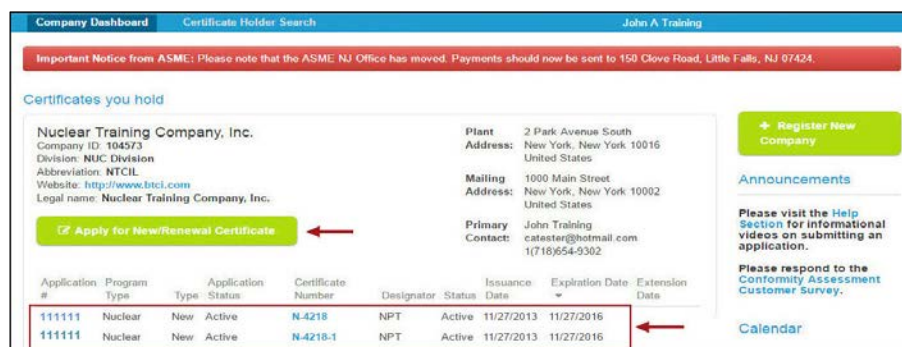 Company Dashboard Certificate Holder Search John A Training
Important Notice from ASME: Please note that the ASME NJ Office has moved. Payments should now be sent to 150 Clove Road, Little Falls, NJ 07424.
Certificates you hold
Nuclear Training Company, Inc.
Company ID: 104573
Division: NUC Division
Abbreviation: NTCIL
Website: http://www.btci.com
Legal name: Nuclear Training Company, Inc.
Apply for New/Renewal Certificate
Plant Address: 2 Park Avenue South
New York, New York 10016
United States
Mailing Address: 1000 Main Street
New York, New York 10002
United States
Primary Contact: John Training
catester@hotmail.com
1(718)654-9302
+ Register New
Company
Announcements
Please visit the Help
Section for informational
videos on submitting an
application.
Please respond to the
Conformity Assessment
Customer Survey.
Calendar
Application # Program Type Type Application Status Certificate Number Designator Status Issuance Date Expiration Date Extension Date
111111 Nuclear New Active N-4218 NPT Active 11/27/2013 11/27/2016
111111 Nuclear New Active N-4218-1 NPT Active 11/27/2013 11/27/2016